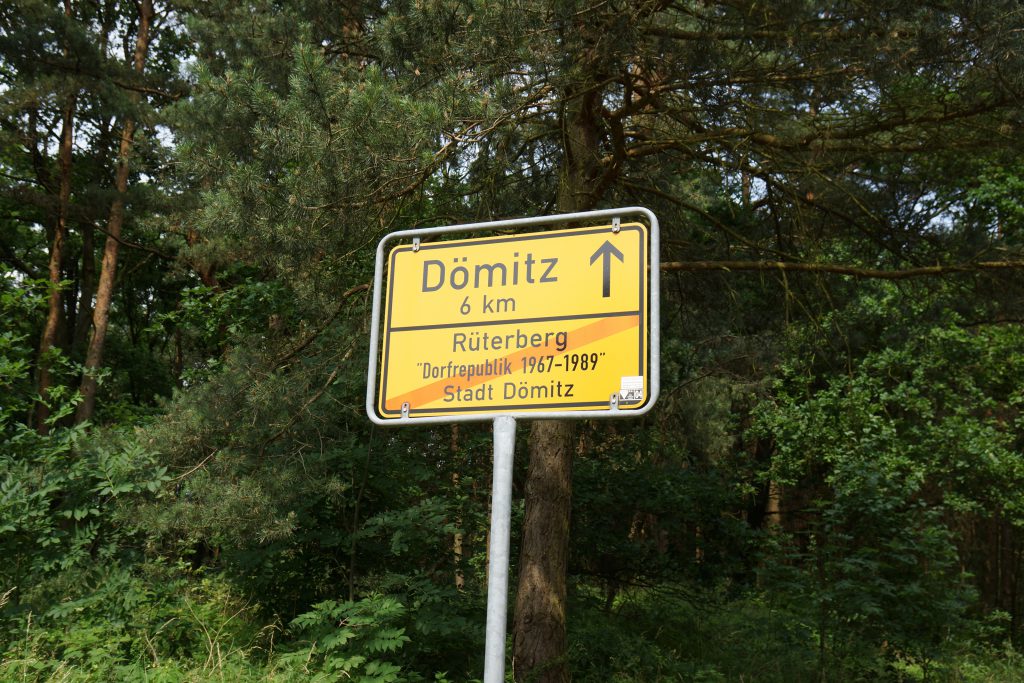 Dömitz
6 km
Rüterberg
"Dorfrepublik 1967-1989"
Stadt Dömitz